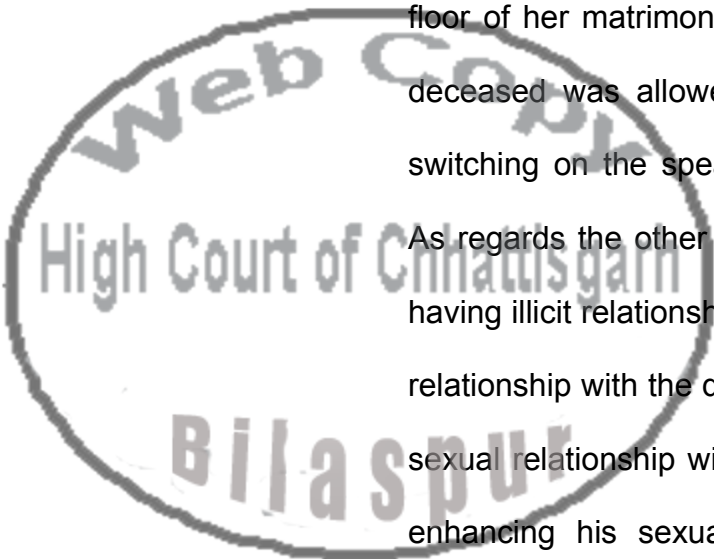 floor of her matrimon
Web Copy
deceased was allowe
switching on the spe
High Court of Chhattisgarh
As regards the other
having illicit relationsh
relationship with the d
Bilaspur
sexual relationship wi
enhancing his sexua